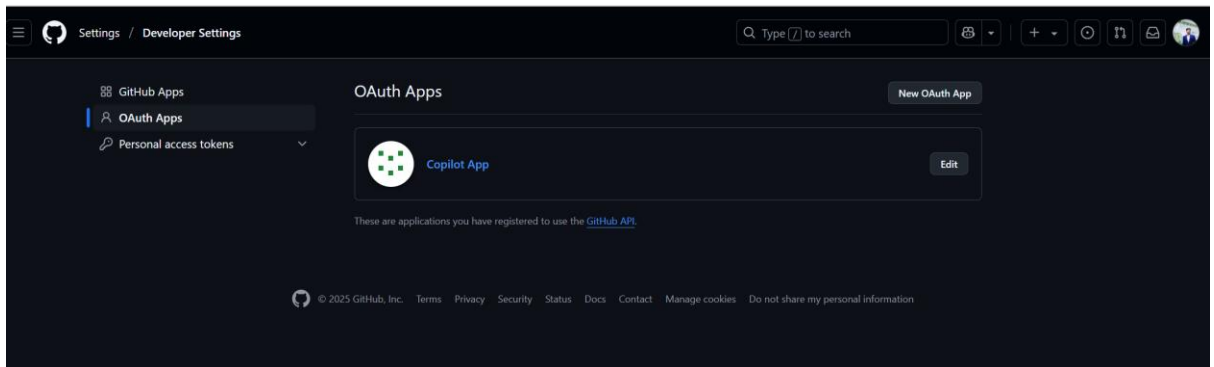 Settings / Developer Settings
Type / to search
GitHub Apps
OAuth Apps
Personal access tokens
OAuth Apps
New OAuth App
Copilot App
Edit
These are applications you have registered to use the GitHub API.
© 2025 GitHub, Inc. Terms Privacy Security Status Docs Contact Manage cookies Do not share my personal information